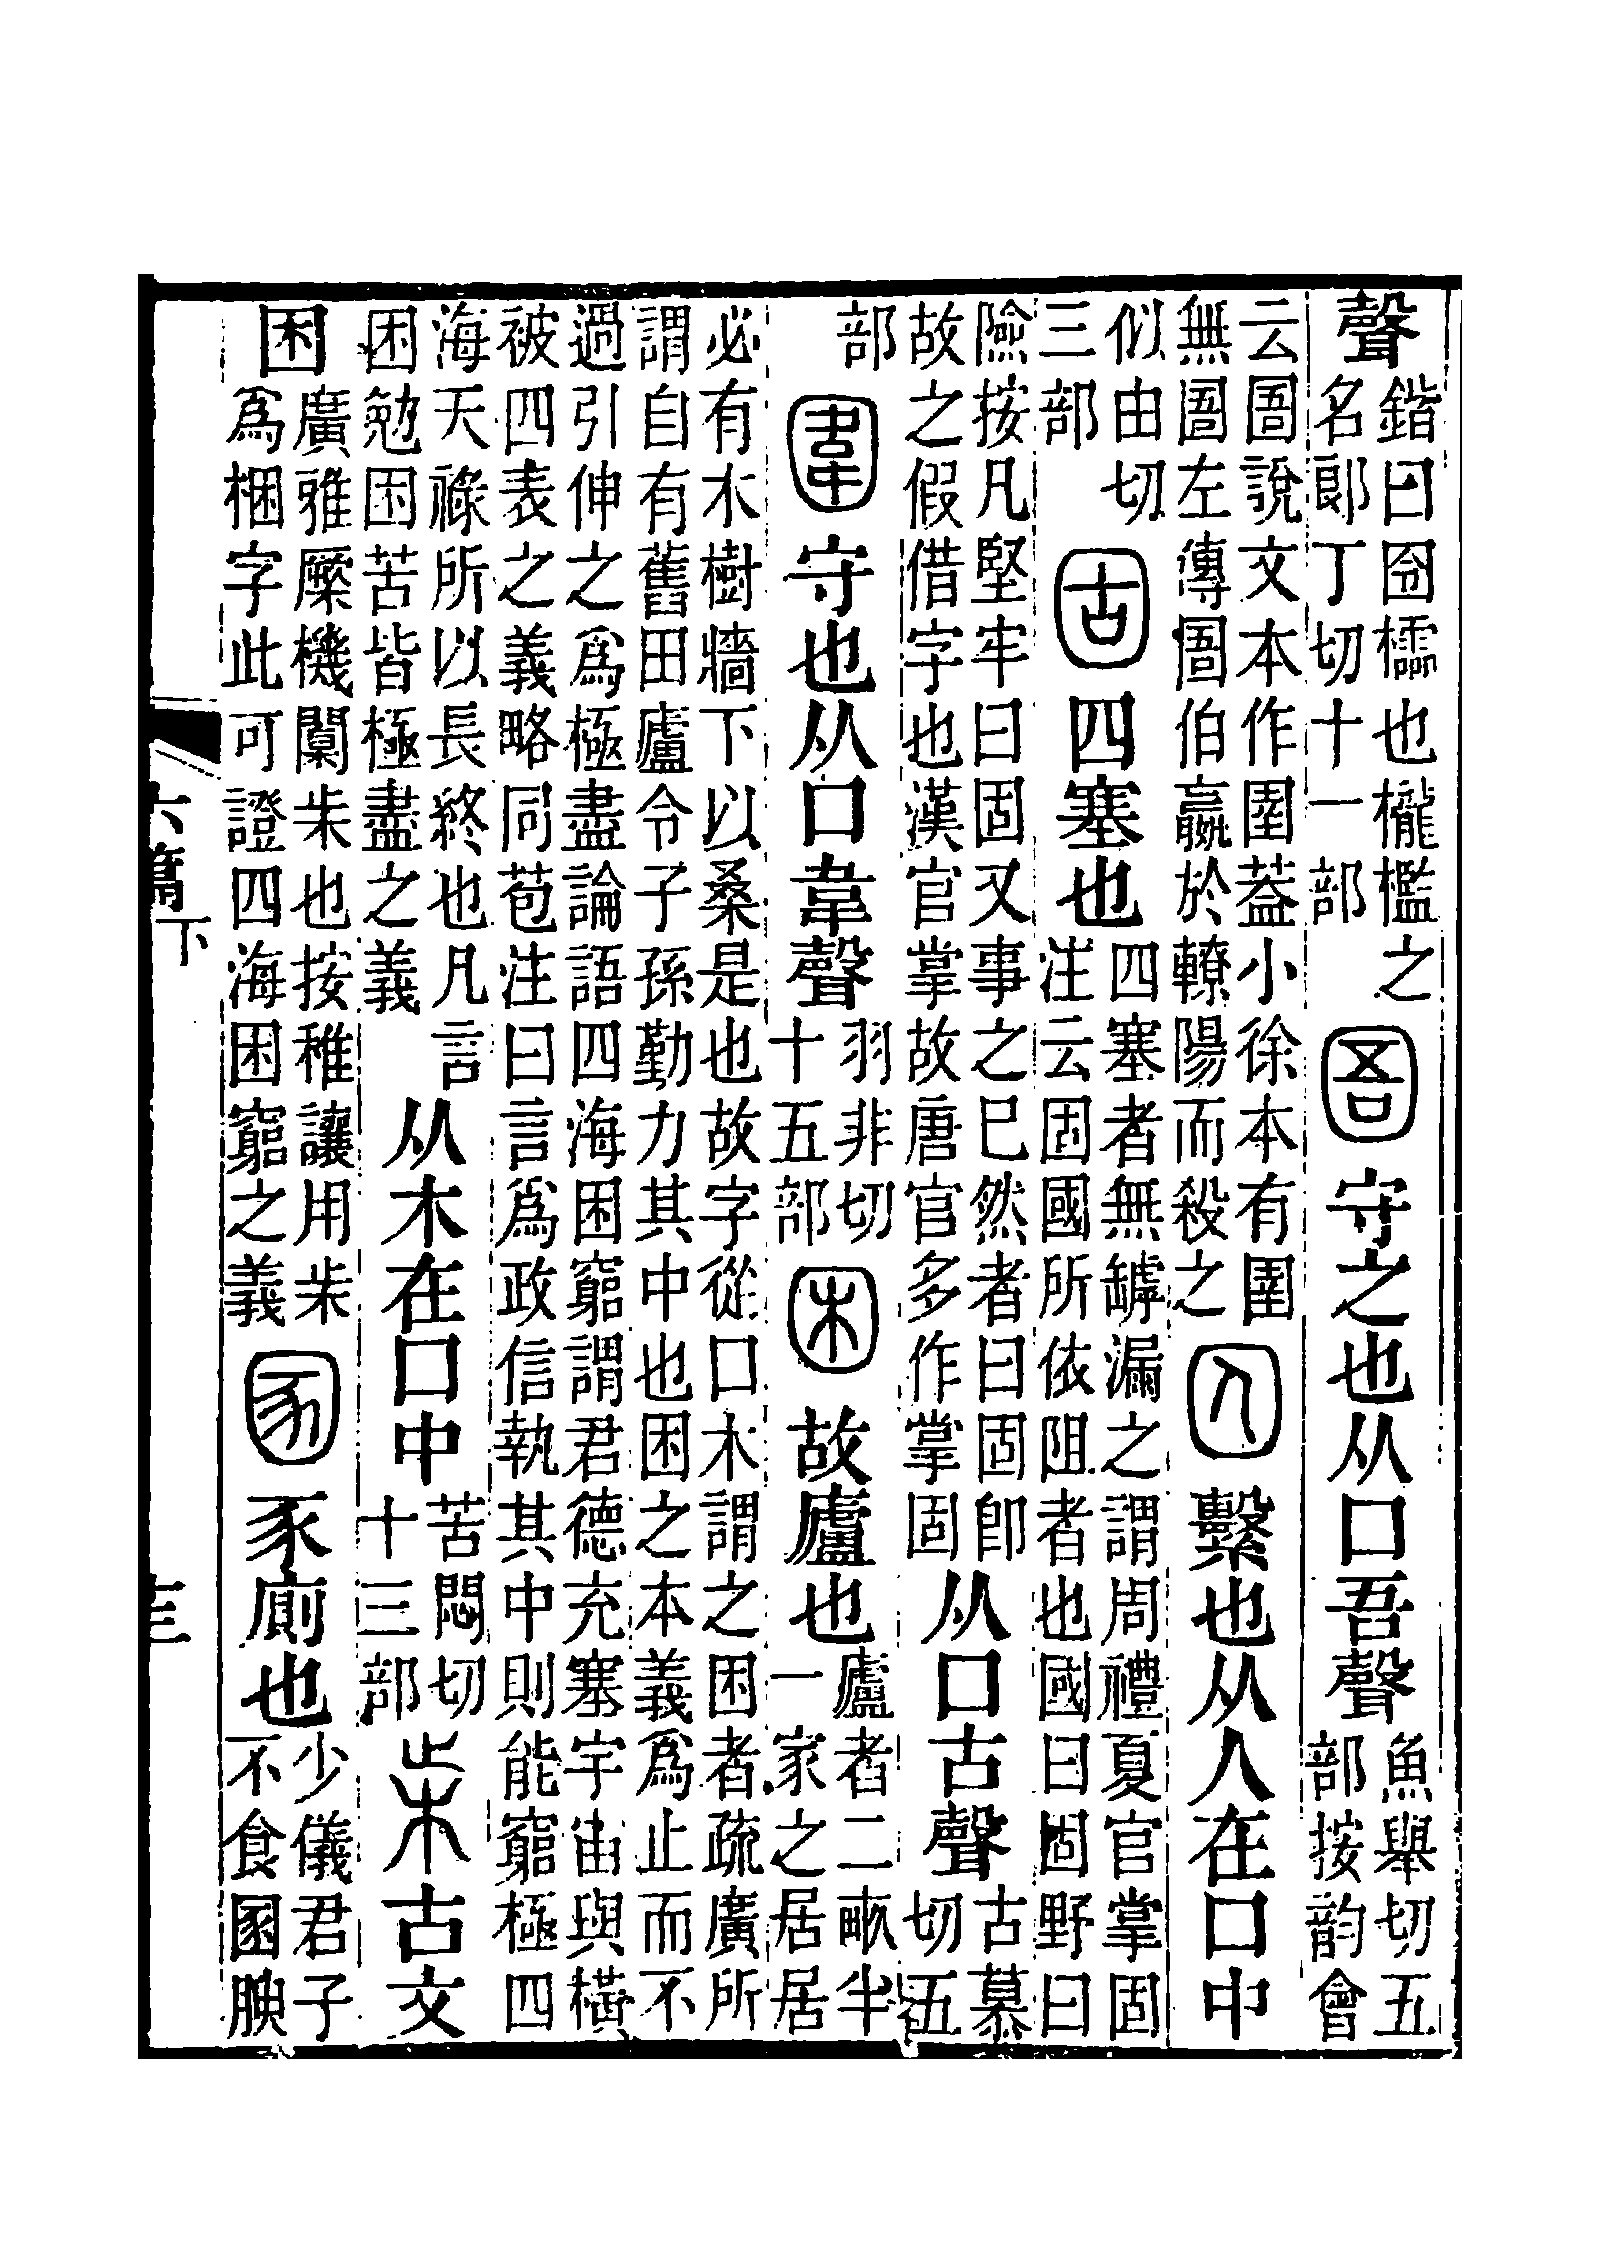 聲
鍇曰囹檽也櫳檻之
名郎丁切十一部
圄
守之也从囗吾聲
魚舉切五
部按韵會
云圄說文本作圉葢小徐本有圉
無圄左傳圄伯嬴於轑陽而殺之
囚
繫也从人在囗中
似由切
三部
固
四塞也
四塞者無罅漏之謂周禮夏官掌固
注云固國所依阻者也國曰固野曰
險按凡堅牢曰固又事之已然者曰固卽
故之假借字也漢官掌故唐官多作掌固
从囗古聲
古慕
切五
部
圍
守也从囗韋聲
羽非切
十五部
困
故廬也
廬者二畝半
一家之居居
必有木樹牆下以桑是也故字從囗木謂之困者疏廣所
謂自有舊田廬令子孫勤力其中也困之本義爲止而不
過引伸之爲極盡論語四海困窮謂君德充塞宇宙與橫
被四表之義略同苞注曰言爲政信執其中則能窮極四
海天祿所以長終也凡言
困勉困苦皆極盡之義
从木在囗中
苦悶切
十三部
𣏔
古文
困
廣雅橜機闑𣏔也按稚讓用𣏔
爲梱字此可證四海困窮之義
圂
豕廁也
少儀君子
不食圂腴
六篇下